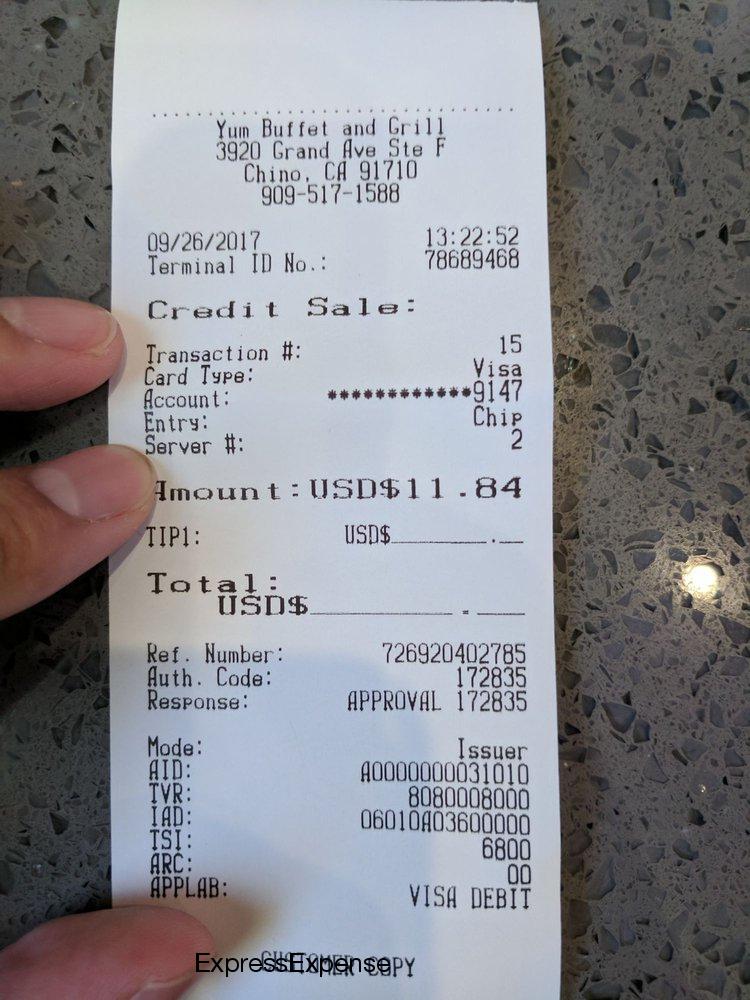 Yum Buffet and Grill
3920 Grand Ave Ste F
Chino, CA 91710
909-517-1588
09/26/2017 13:22:52
Terminal ID No.: 78689468
Credit Sale:
Transaction #: 15
Card Type: Visa
Account: ************9147
Entry: Chip
Server #: 2
Amount: USD$11.84
TIP1: USD$_______.__
Total:
USD$_________.___
Ref. Number: 726920402785
Auth. Code: 172835
Response: APPROVAL 172835
Mode: Issuer
AID: A0000000031010
TVR: 8080008000
IAD: 06010A03600000
TSI: 6800
ARC: 00
APPLAB: VISA DEBIT
CUSTOMER COPY
ExpressExpense